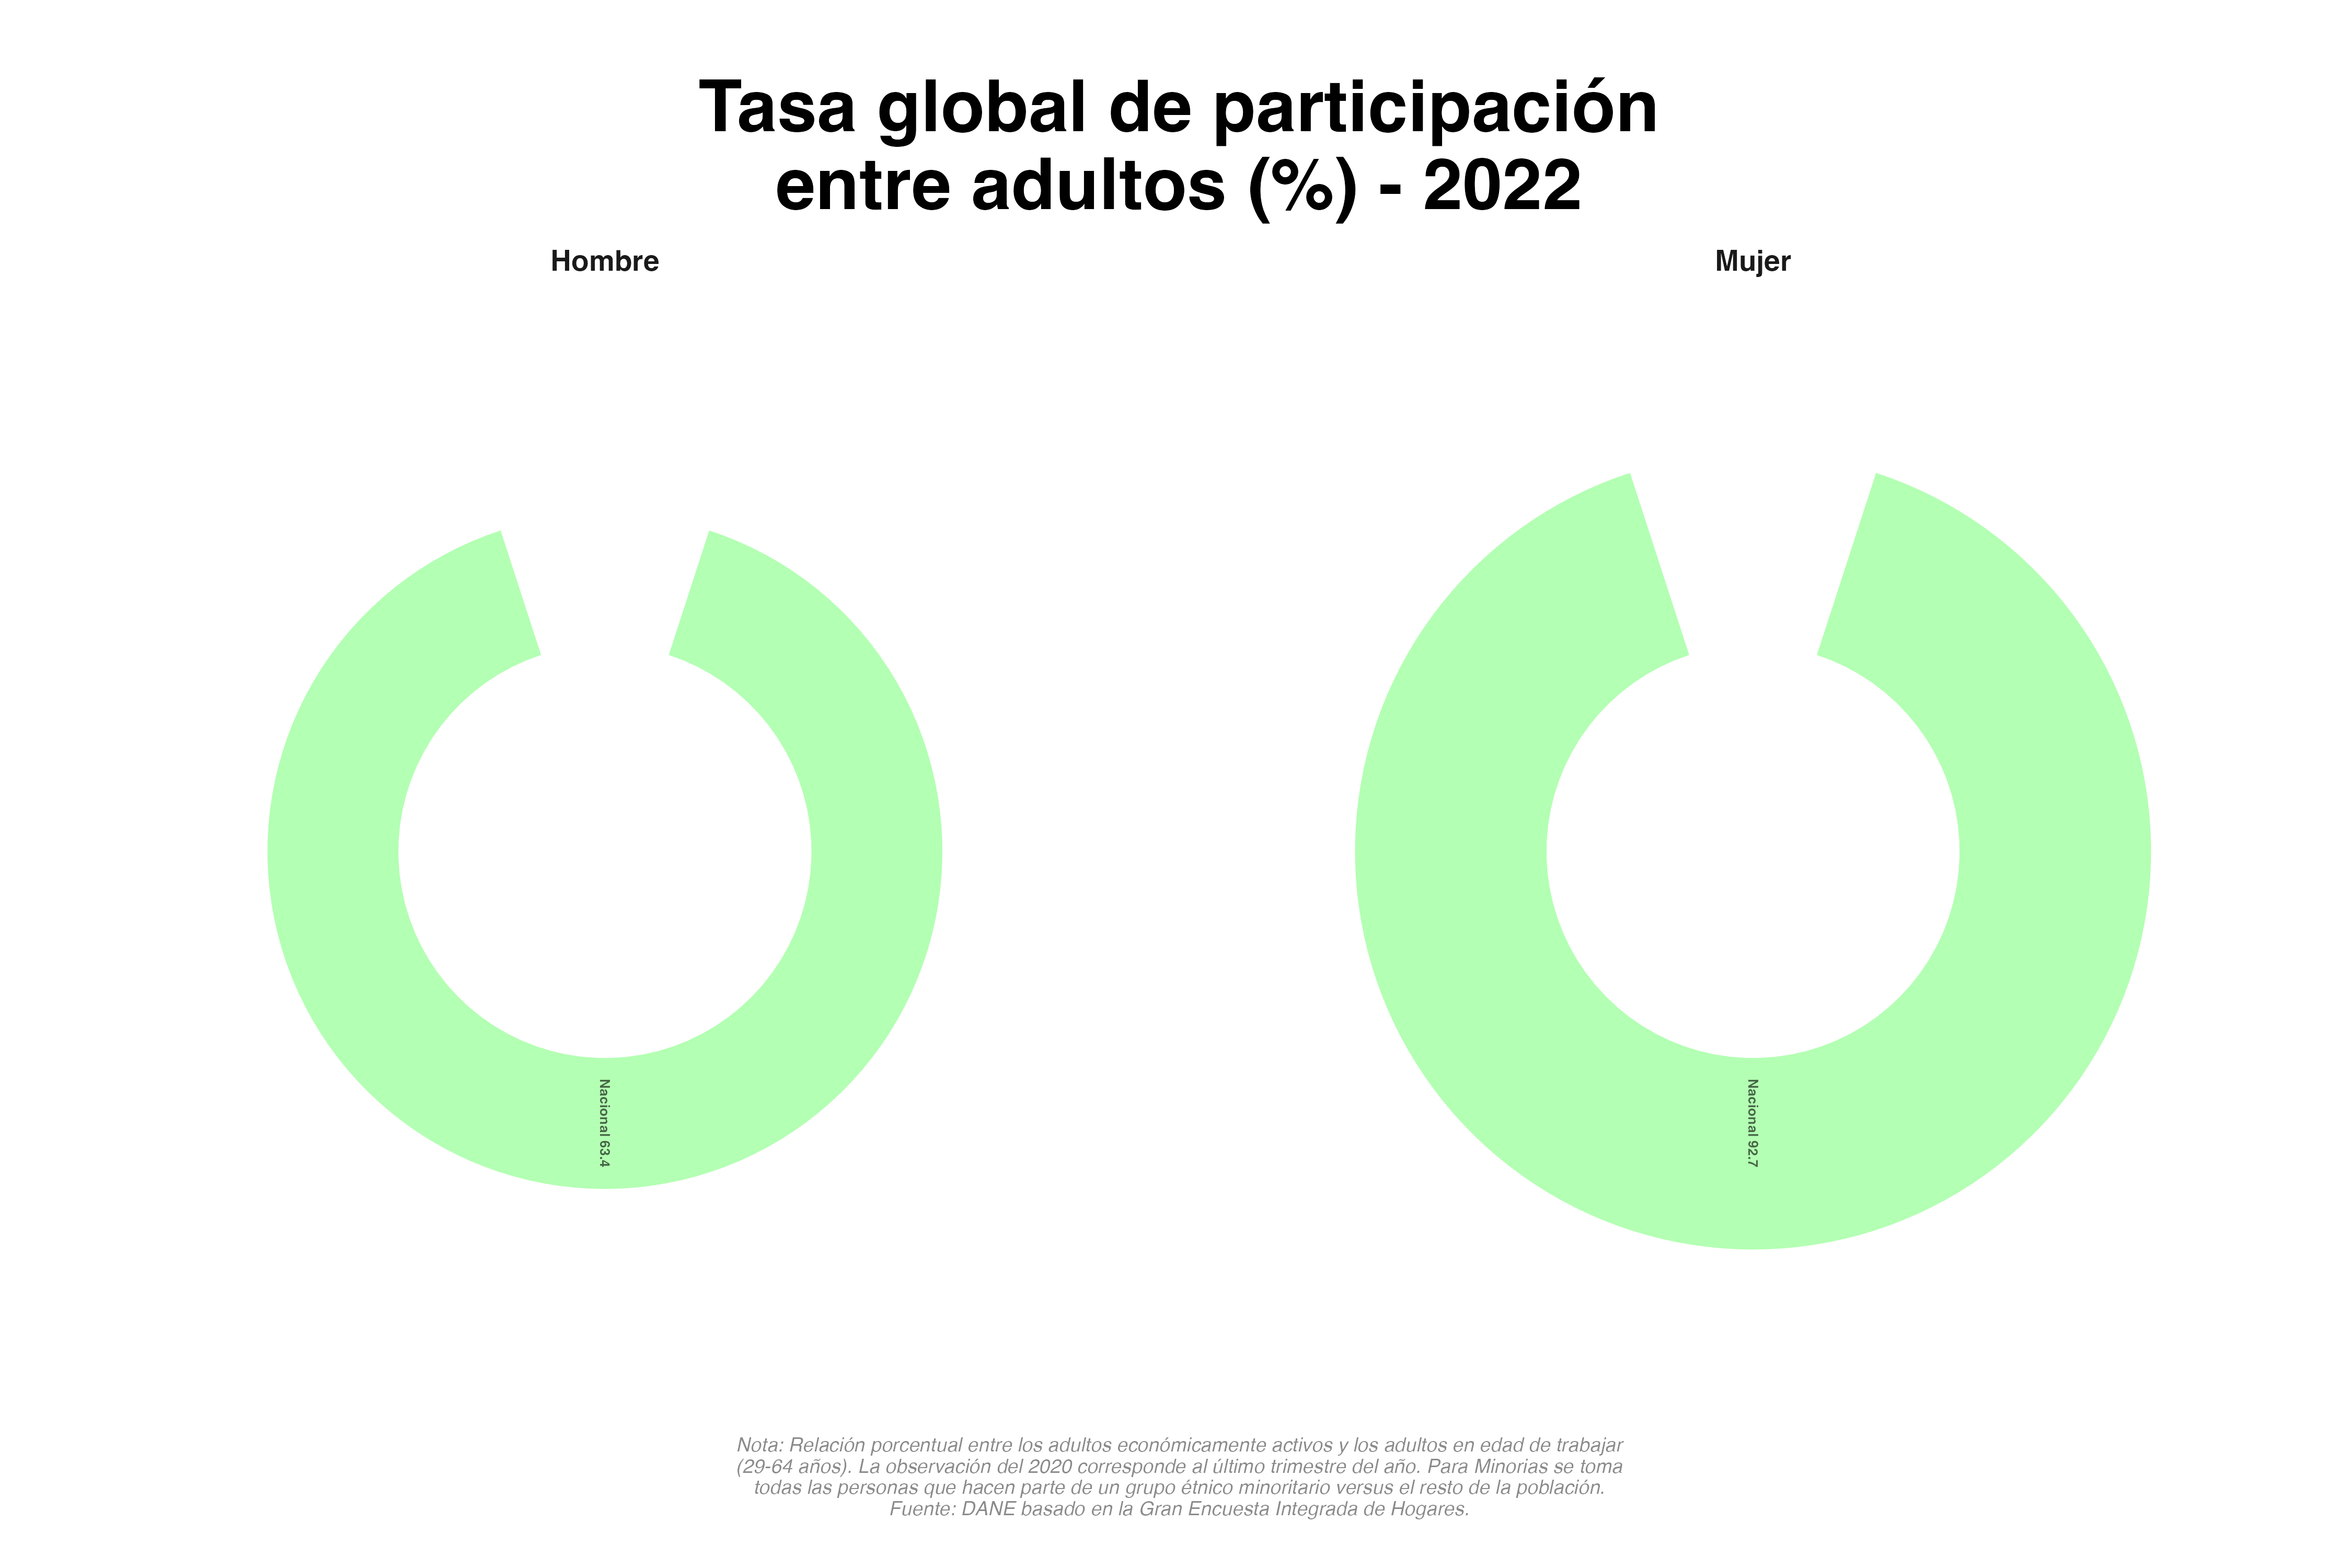 Tasa global de participación
entre adultos (%) - 2022
Hombre
Mujer
Nacional 63.4
Nacional 92.7
Nota: Relación porcentual entre los adultos económicamente activos y los adultos en edad de trabajar
(29-64 años). La observación del 2020 corresponde al último trimestre del año. Para Minorias se toma
todas las personas que hacen parte de un grupo étnico minoritario versus el resto de la población.
Fuente: DANE basado en la Gran Encuesta Integrada de Hogares.